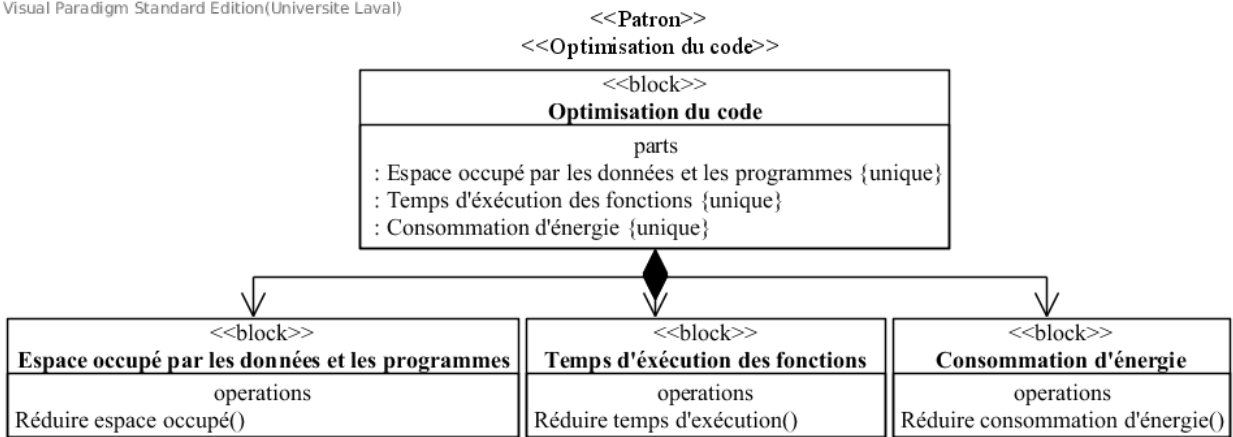 Visual Paradigm Standard Edition(Universite Laval)
<<Patron>>
<<Optimisation du code>>
<<block>>
Optimisation du code
parts
: Espace occupé par les données et les programmes {unique}
: Temps d'éxécution des fonctions {unique}
: Consommation d'énergie {unique}
<<block>>
Espace occupé par les données et les programmes
operations
Réduire espace occupé()
<<block>>
Temps d'éxécution des fonctions
operations
Réduire temps d'exécution()
<<block>>
Consommation d'énergie
operations
Réduire consommation d'énergie()